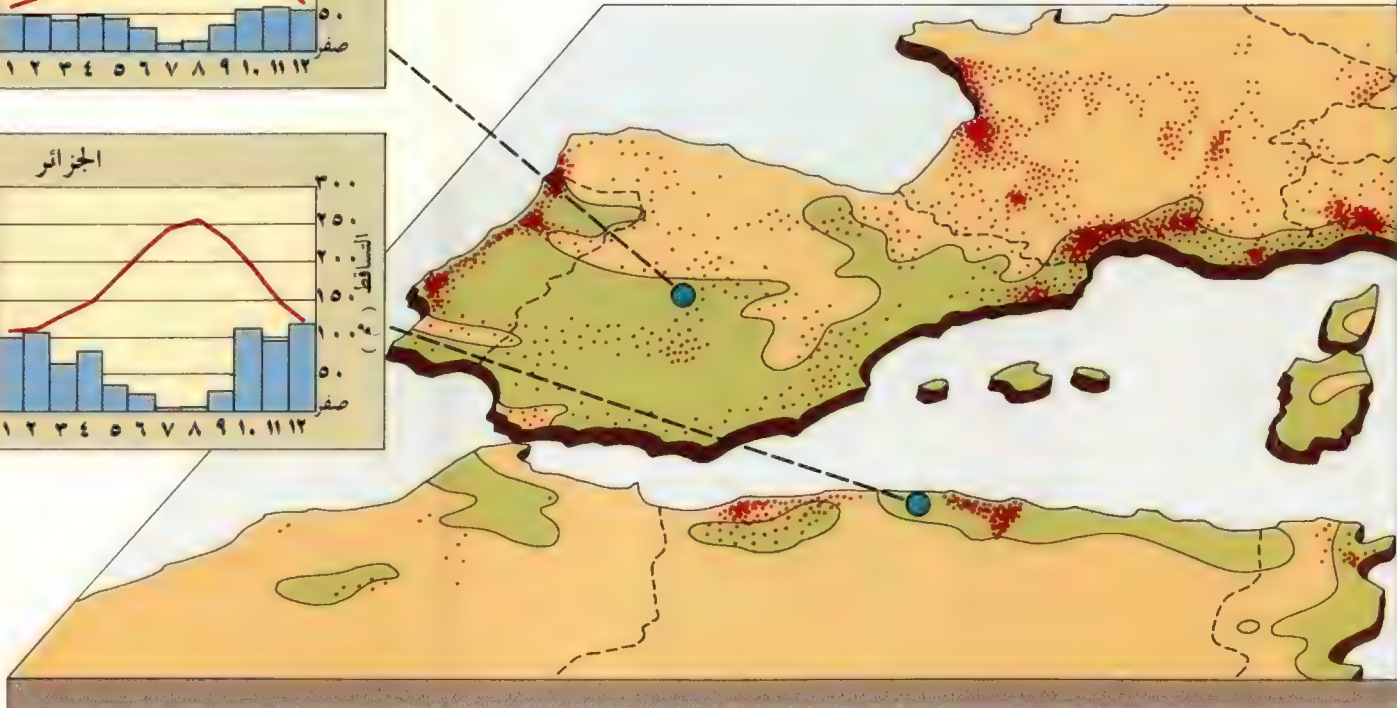 ٥٠
صفر
١ ٢ ٣ ٤ ٥ ٦ ٧ ٨ ٩ ١٠ ١١ ١٢
الجزائر
٣٠٠
٢٥٠
٢٠٠
١٥٠
١٠٠
٥٠
صفر
التساقط (مم)
١ ٢ ٣ ٤ ٥ ٦ ٧ ٨ ٩ ١٠ ١١ ١٢